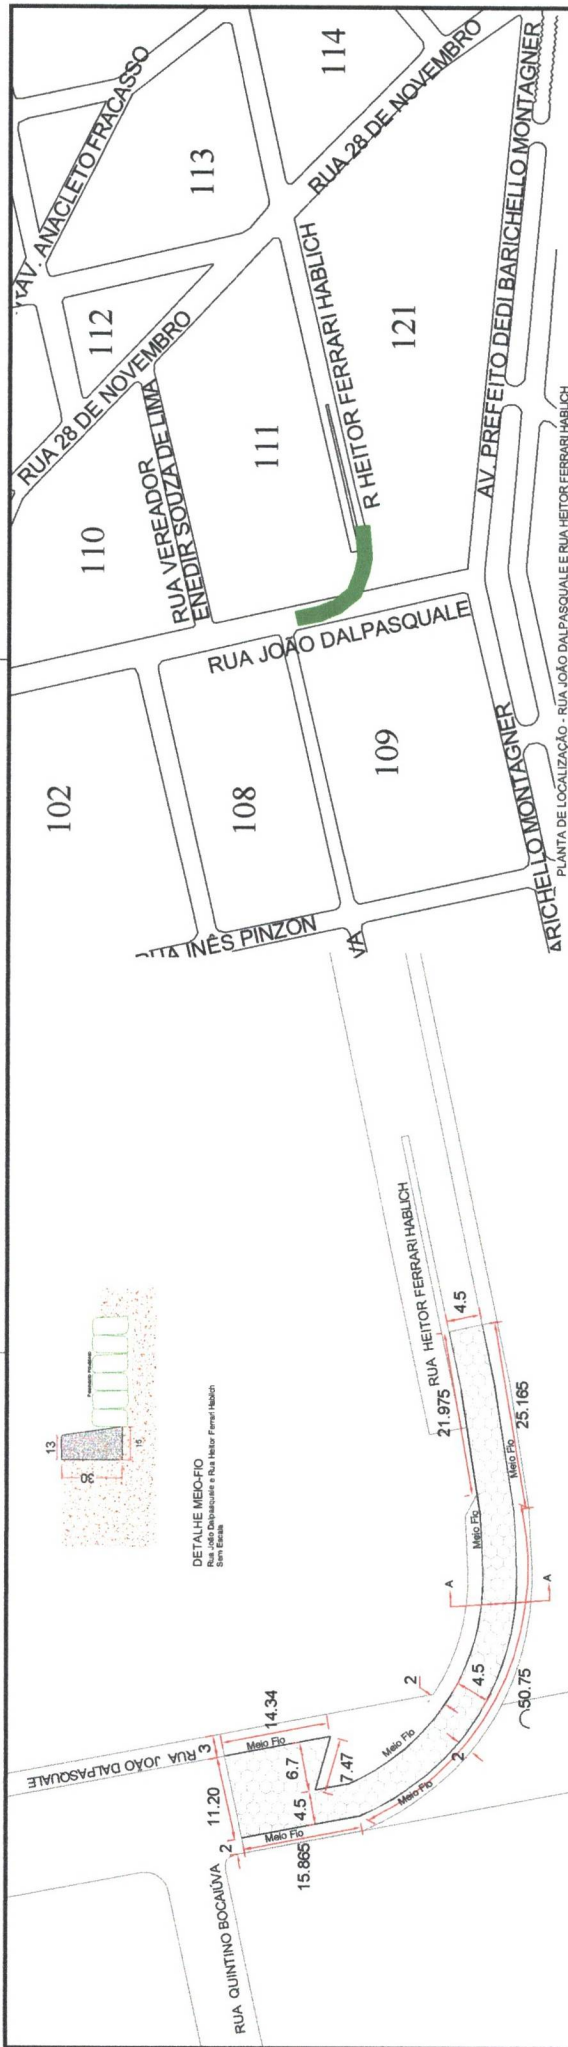 AV. ANACLETO FRACASSO
113
114
RUA 28 DE NOVEMBRO
112
RUA 28 DE NOVEMBRO
110
RUA VEREADOR
ENEDIR SOUZA DE LIMA
111
R HEITOR FERRARI HABLICH
121
AV. PREFEITO DEDI BARICHELLO MONTAGNER
RUA JOÃO DALPASQUALE
102
108
109
RUA INÊS PINZON
VA
ARICHELLO MONTAGNER
PLANTA DE LOCALIZAÇÃO - RUA JOÃO DALPASQUALE E RUA HEITOR FERRARI HABLICH
13
30
15
DETALHE MEIO-FIO
Rua João Dalpasquale e Rua Heitor Ferrari Hablich
Sem Escala
RUA HEITOR FERRARI HABLICH
21.975
4.5
25.165
Meio Fio
Meio Fio
A
A
4.5
50.75
2
2
Meio Fio
Meio Fio
14.34
7.47
6.7
4.5
Meio Fio
3
11.20
2
Meio Fio
15.865
RUA JOÃO DALPASQUALE
RUA QUINTINO BOCAIÚVA